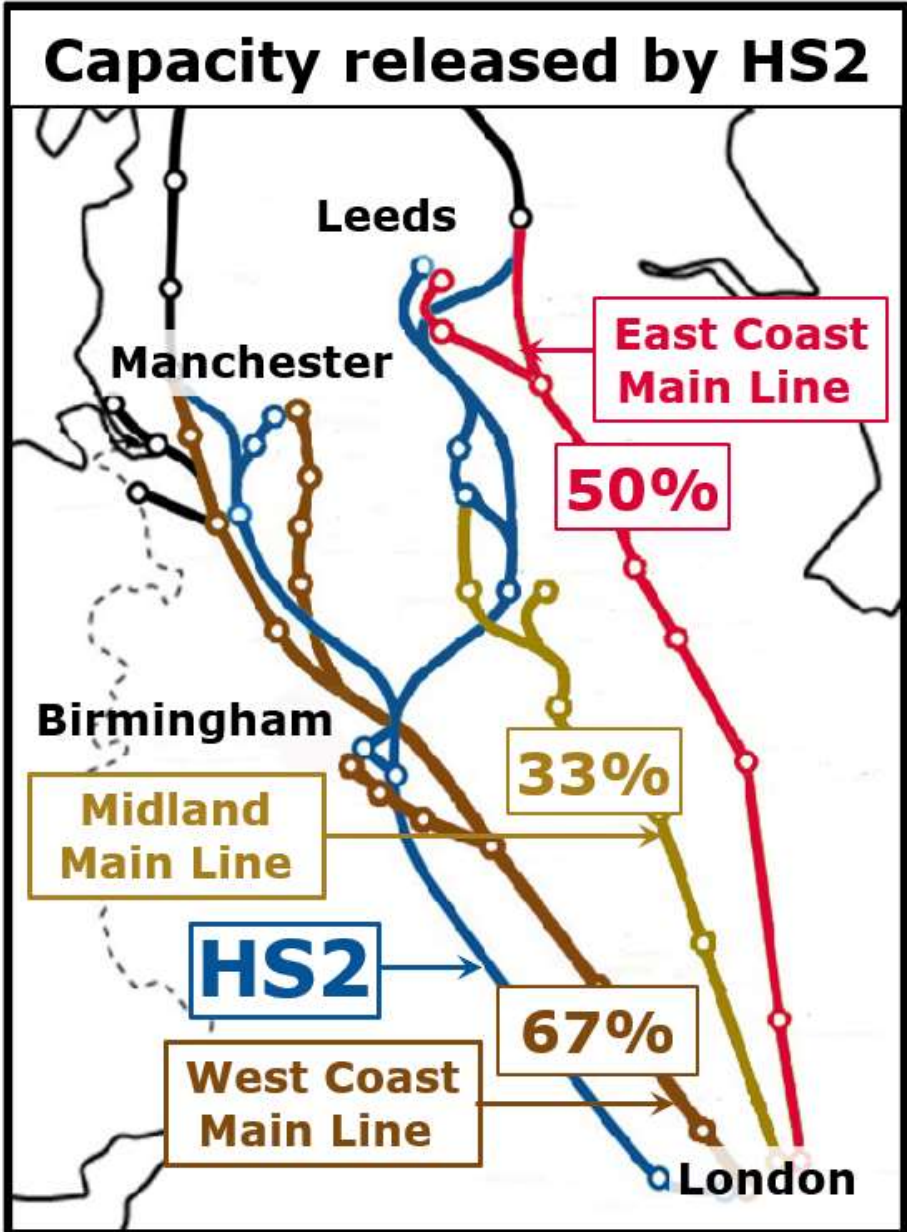 Capacity released by HS2
Leeds
East Coast
Main Line
Manchester
50%
Birmingham
33%
Midland
Main Line
HS2
67%
West Coast
Main Line
London